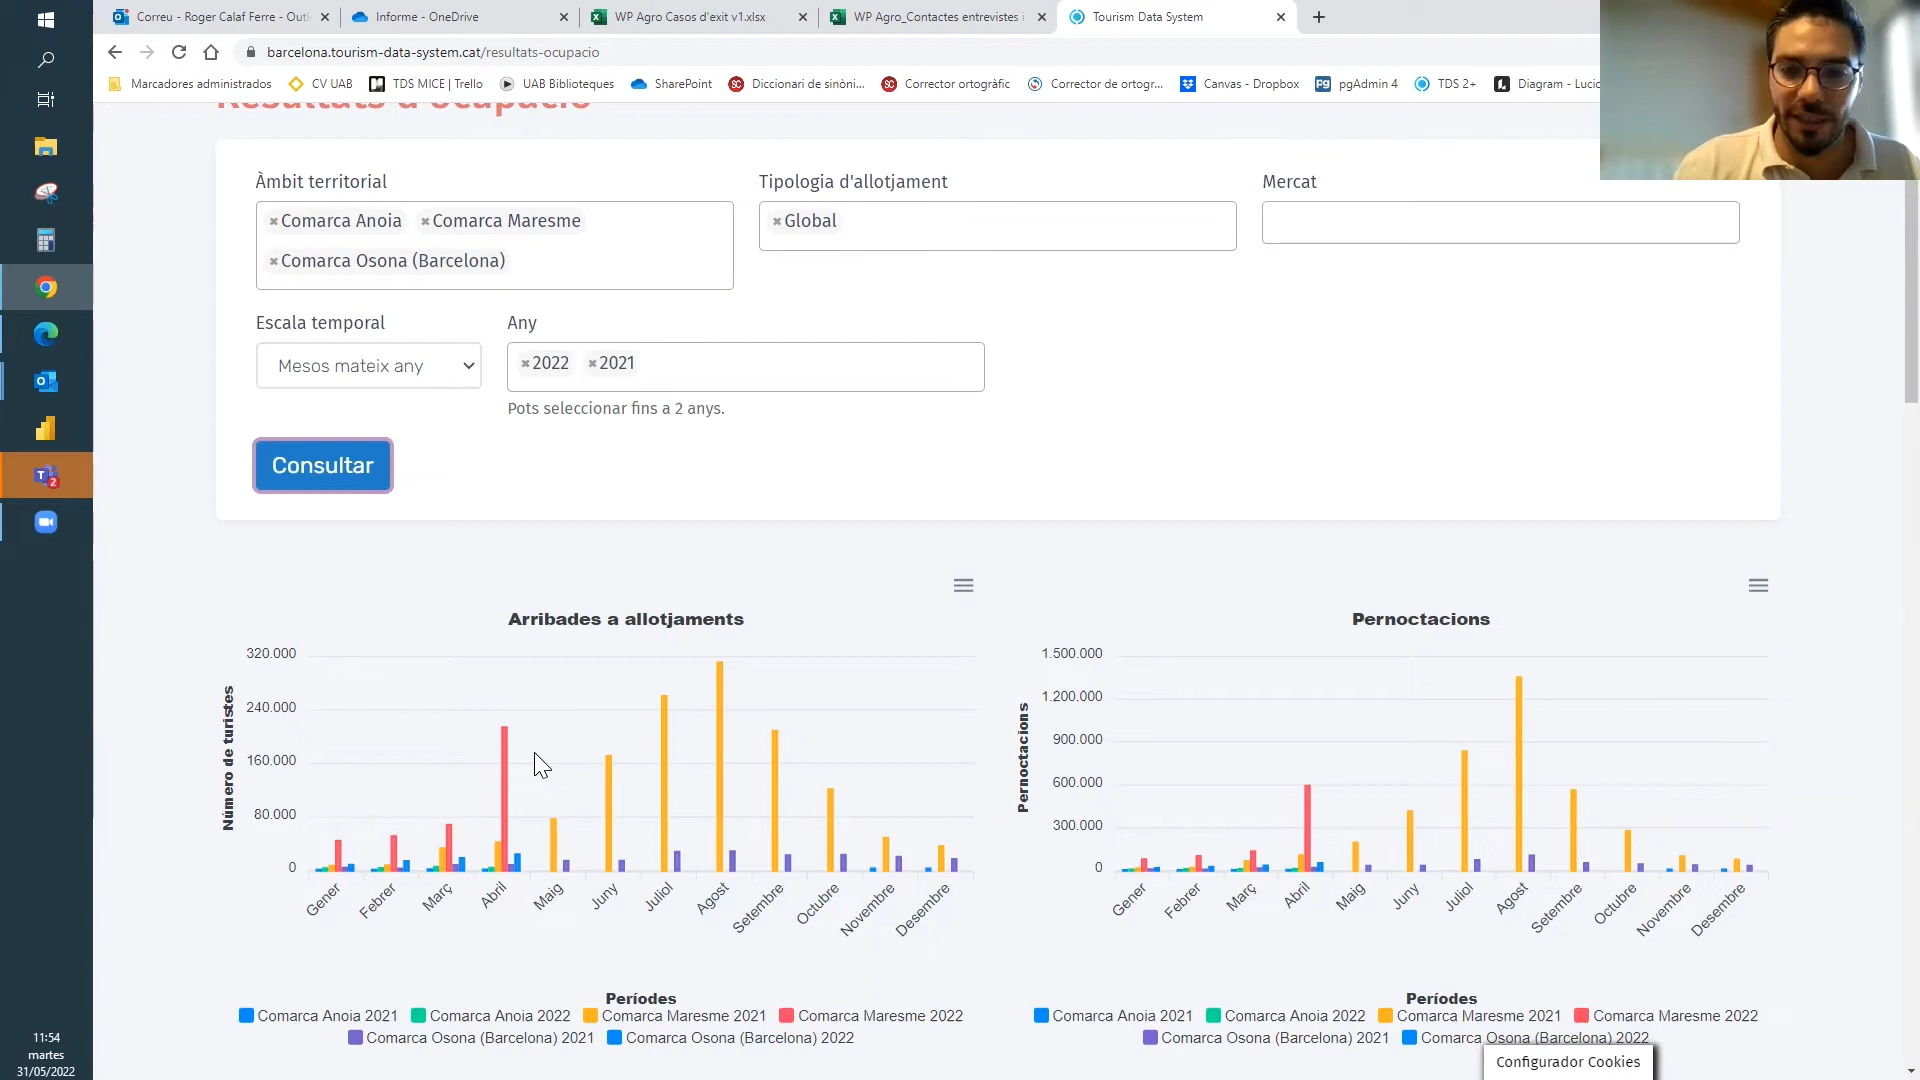 Correu - Roger Calaf Ferre - Outl
Informe - OneDrive
WP Agro Casos d'exit v1.xlsx
WP Agro_Contactes entrevistes i
Tourism Data System
barcelona.tourism-data-system.cat/resultats-ocupacio
Marcadores administrados
CV UAB
TDS MICE | Trello
UAB Biblioteques
SharePoint
Diccionari de sinòni...
Corrector ortogràfic
Corrector de ortogr...
Canvas - Dropbox
pgAdmin 4
TDS 2+
Diagram - Lucid
Resultats d'ocupació
Àmbit territorial
Tipologia d'allotjament
Mercat
×Comarca Anoia ×Comarca Maresme
×Global
×Comarca Osona (Barcelona)
Escala temporal
Any
Mesos mateix any
×2022 ×2021
Pots seleccionar fins a 2 anys.
Consultar
Arribades a allotjaments
Número de turistes
320.000
240.000
160.000
80.000
0
Gener
Febrer
Març
Abril
Maig
Juny
Juliol
Agost
Setembre
Octubre
Novembre
Desembre
Períodes
Comarca Anoia 2021 Comarca Anoia 2022 Comarca Maresme 2021 Comarca Maresme 2022
Comarca Osona (Barcelona) 2021 Comarca Osona (Barcelona) 2022
Pernoctacions
Pernoctacions
1.500.000
1.200.000
900.000
600.000
300.000
0
Gener
Febrer
Març
Abril
Maig
Juny
Juliol
Agost
Setembre
Octubre
Novembre
Desembre
Períodes
Comarca Anoia 2021 Comarca Anoia 2022 Comarca Maresme 2021 Comarca Maresme 2022
Comarca Osona (Barcelona) 2021 Comarca Osona (Barcelona) 2022
Configurador Cookies
11:54
martes
31/05/2022